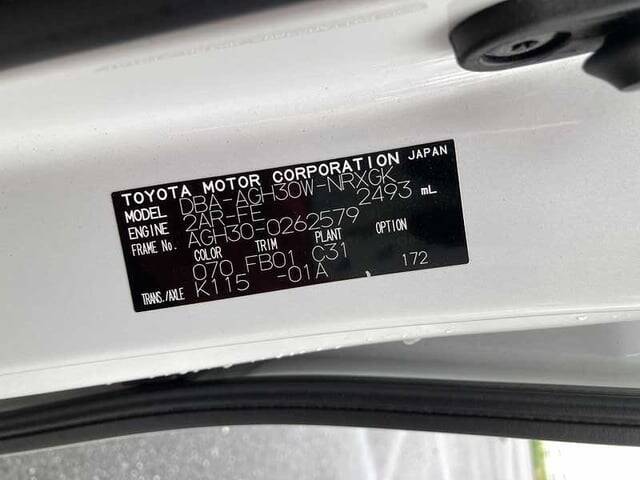 TOYOTA MOTOR CORPORATION JAPAN
MODEL DBA-AGH30W-NRXGK
ENGINE 2AR-FE 2493 mL
FRAME No. AGH30-0262579
COLOR TRIM PLANT OPTION
070 FB01 C31
TRANS./AXLE K115 -01A 172